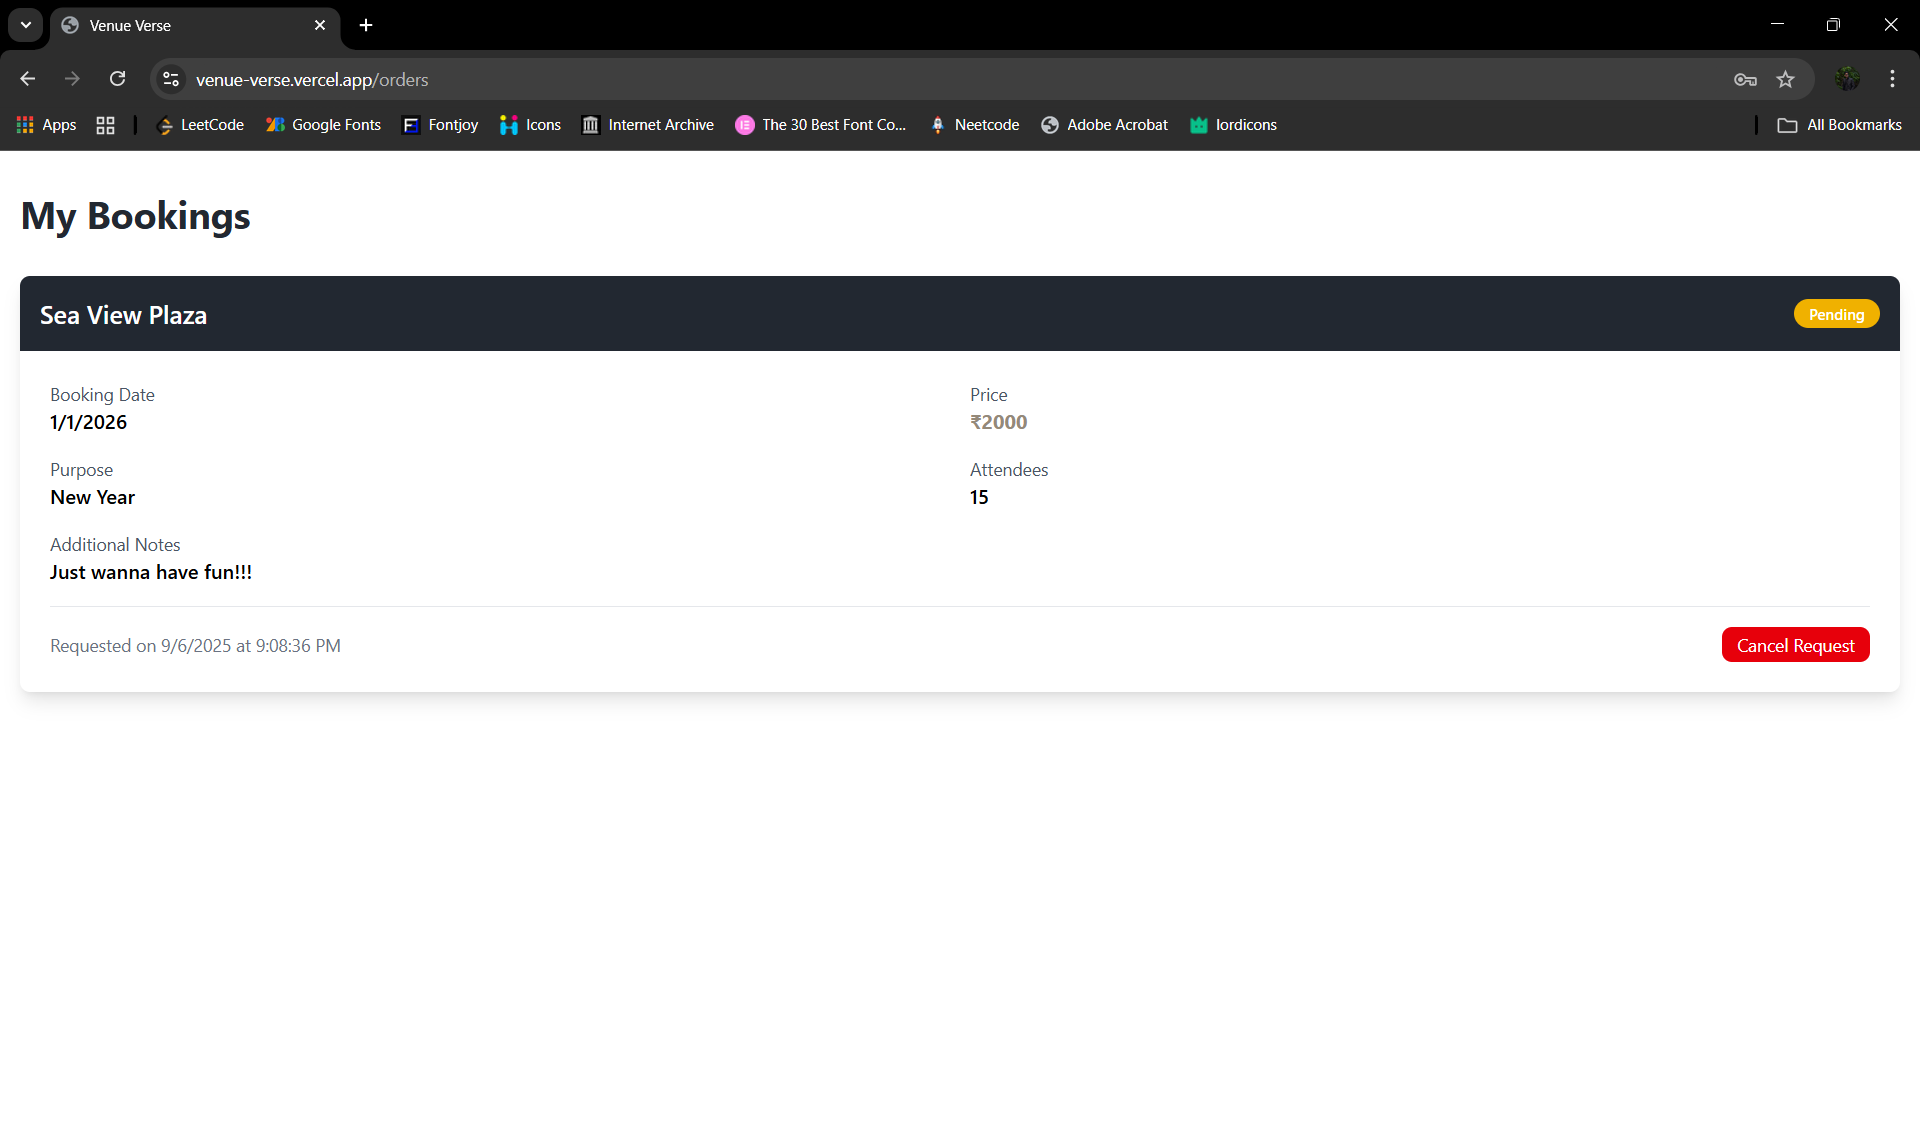 Venue Verse
venue-verse.vercel.app/orders
Apps LeetCode Google Fonts Fontjoy Icons Internet Archive The 30 Best Font Co... Neetcode Adobe Acrobat lordicons All Bookmarks
My Bookings
Sea View Plaza Pending
Booking Date Price
1/1/2026 ₹2000
Purpose Attendees
New Year 15
Additional Notes
Just wanna have fun!!!
Requested on 9/6/2025 at 9:08:36 PM Cancel Request